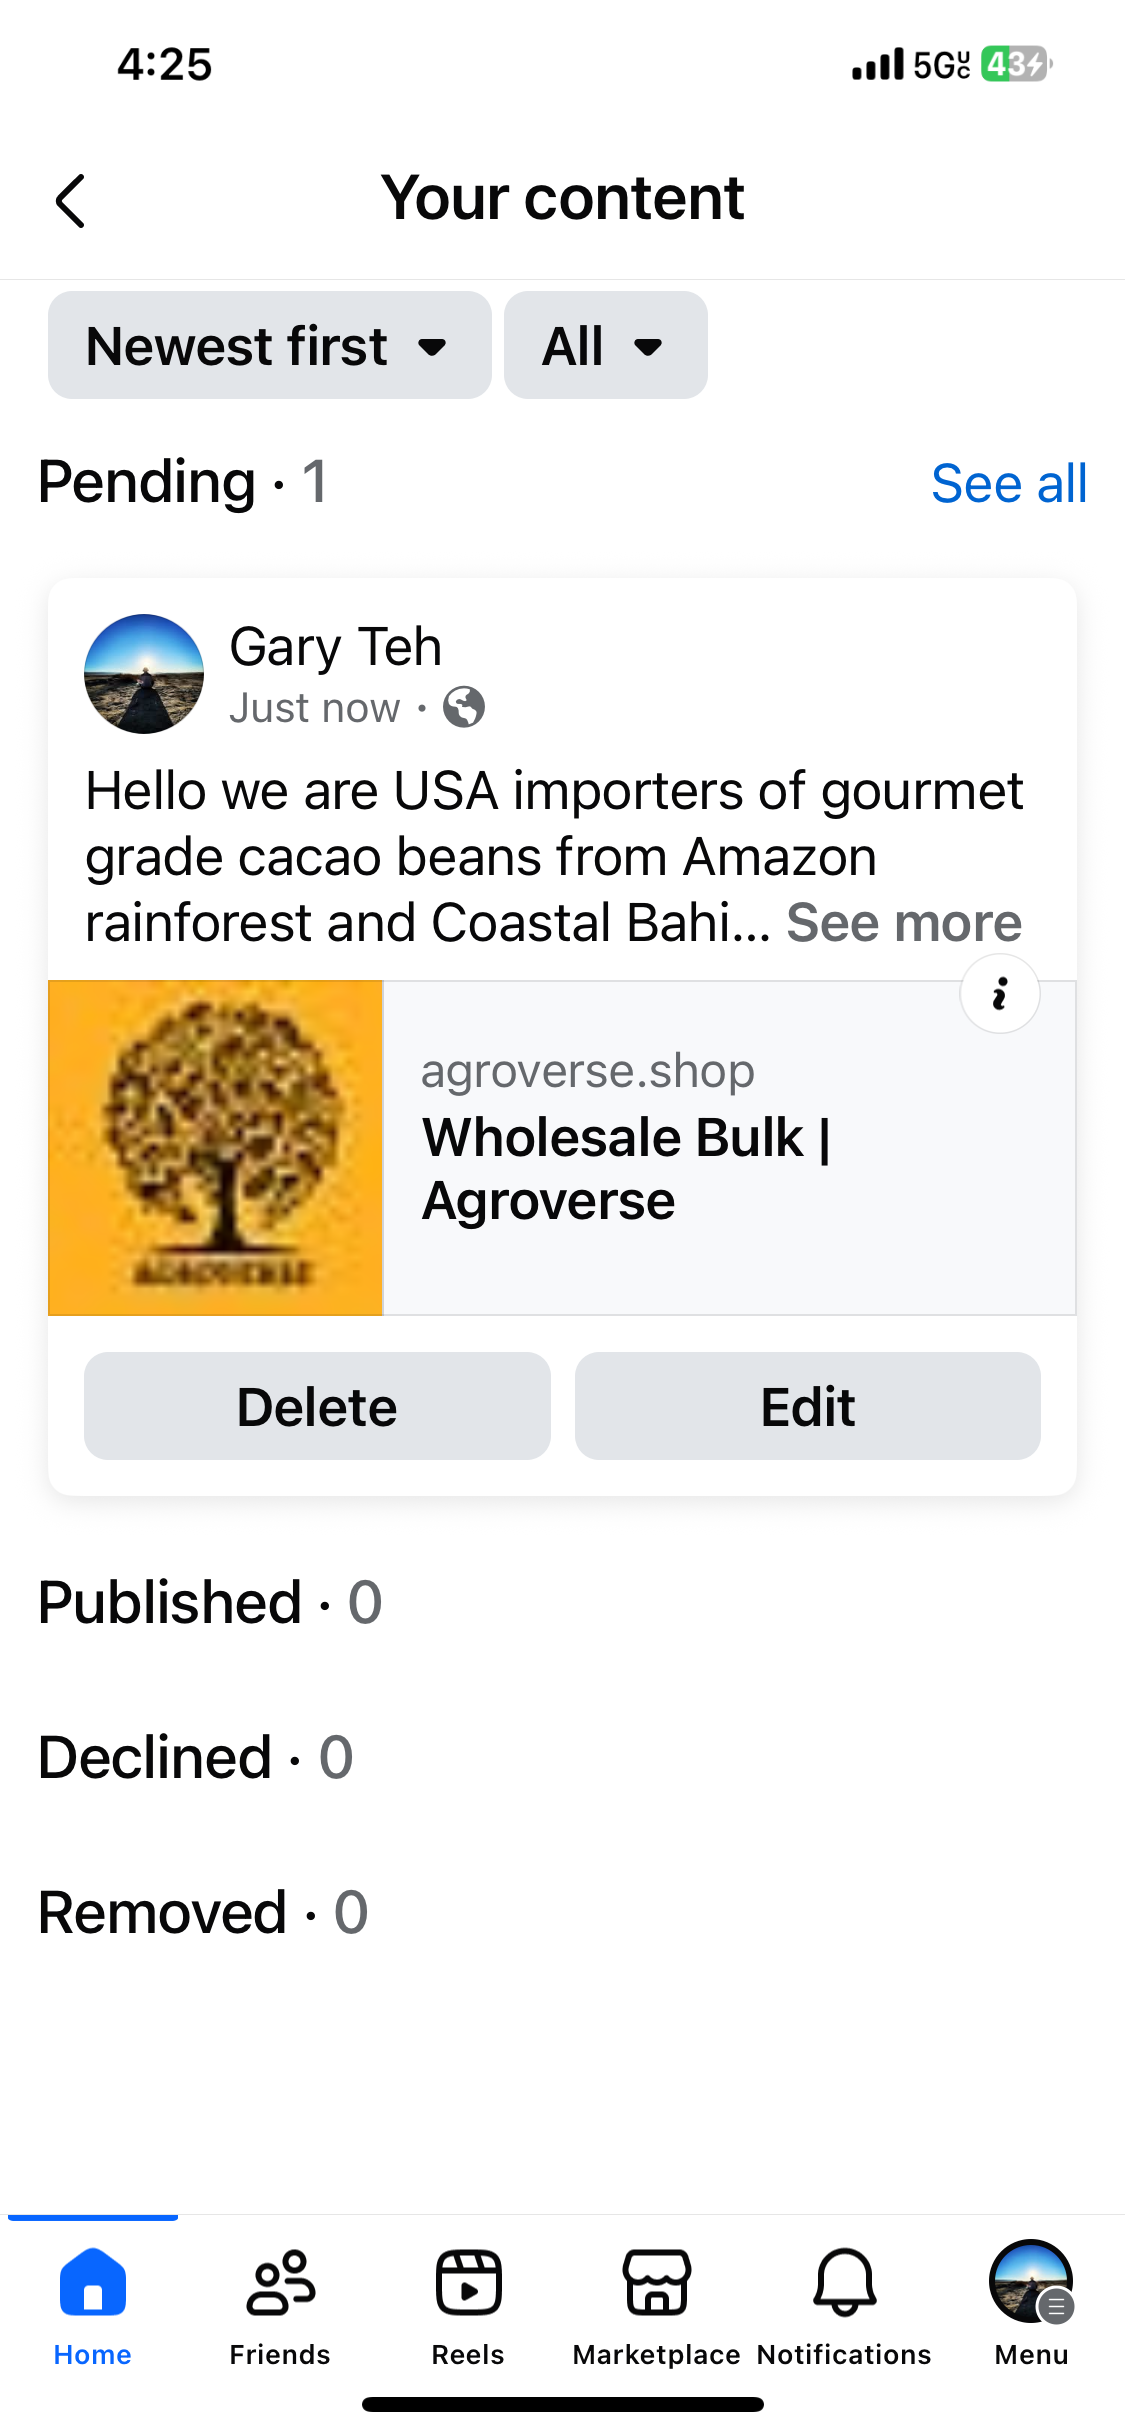 4:25
5G UC 43
Your content
Newest first
All
Pending · 1
See all
Gary Teh
Just now ·
Hello we are USA importers of gourmet
grade cacao beans from Amazon
rainforest and Coastal Bahi... See more
agroverse.shop
Wholesale Bulk |
Agroverse
AGROVERSE
Delete
Edit
Published · 0
Declined · 0
Removed · 0
Home
Friends
Reels
Marketplace
Notifications
Menu